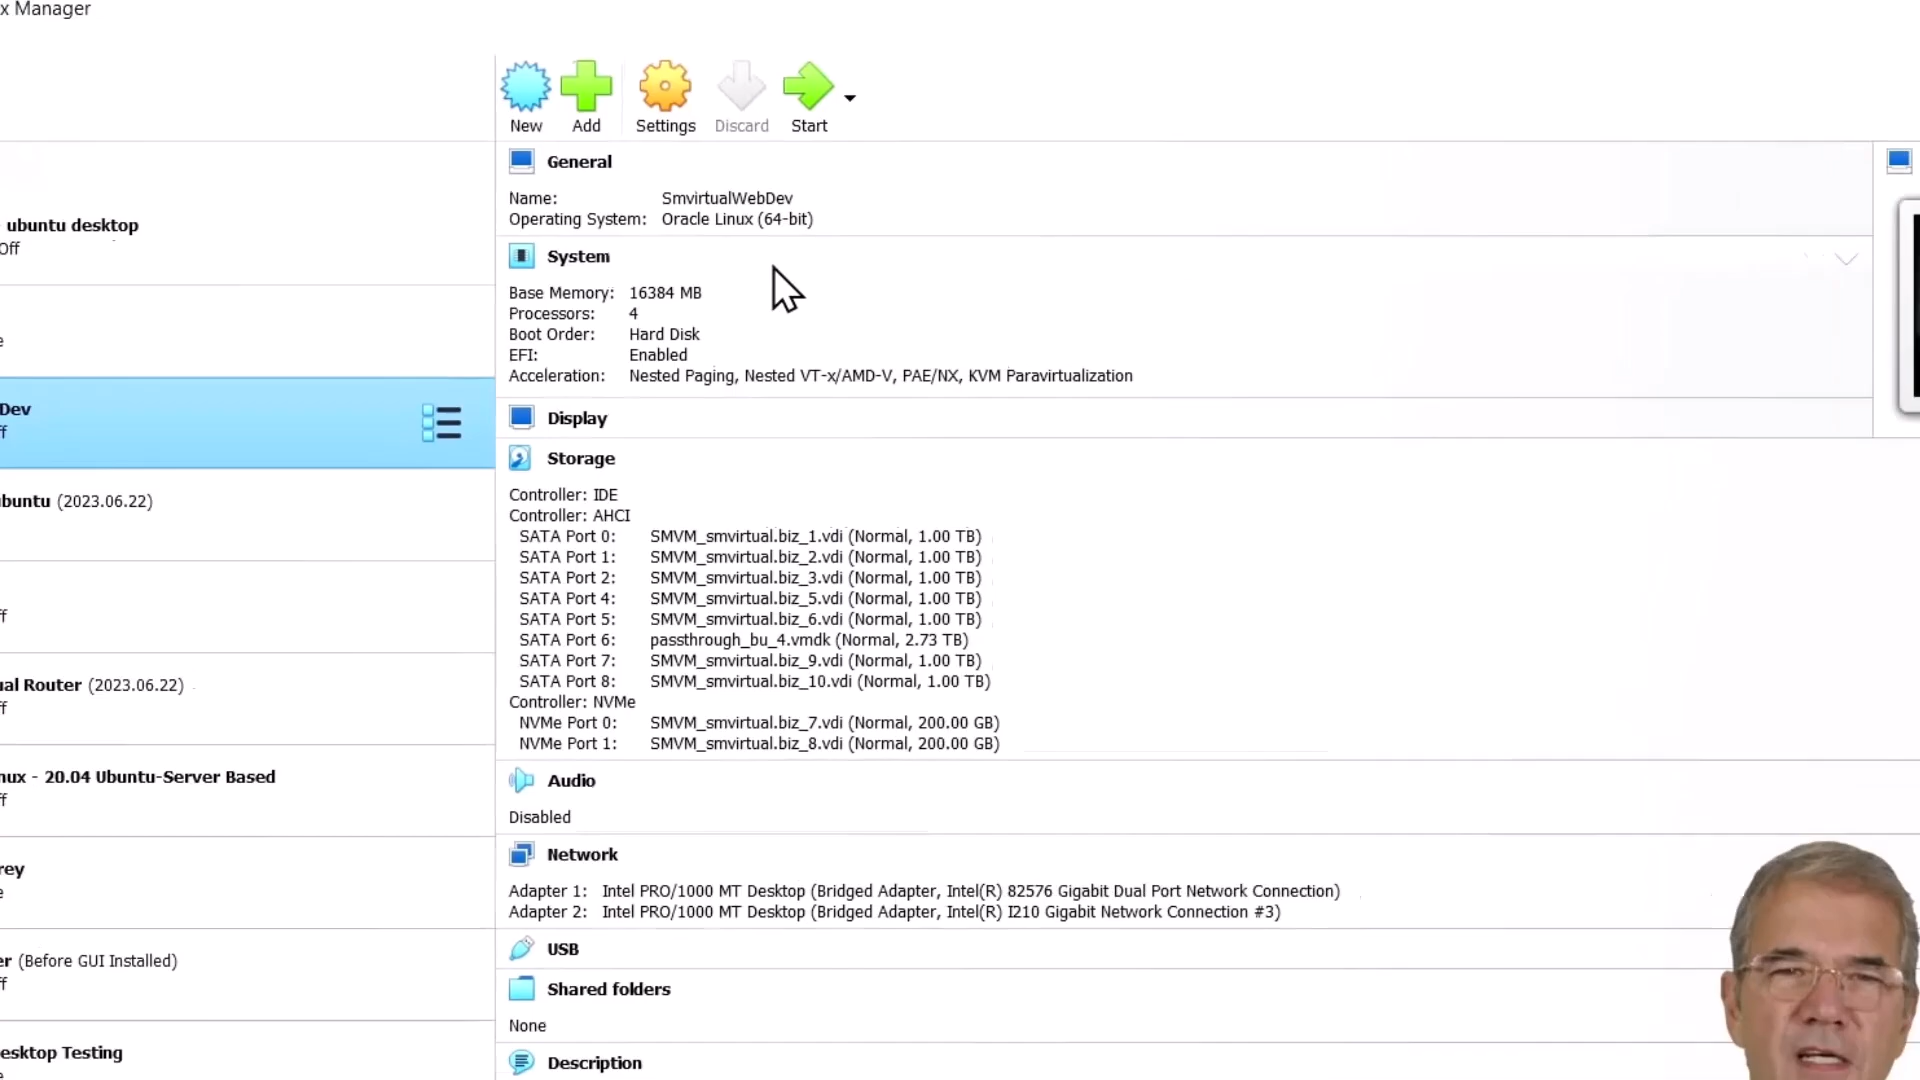 x Manager
New Add Settings Discard Start
ubuntu desktop
Off
Dev
ff
buntu (2023.06.22)
ff
al Router (2023.06.22)
ff
nux - 20.04 Ubuntu-Server Based
ff
rey
e
er (Before GUI Installed)
ff
esktop Testing
General
Name: SmvirtualWebDev
Operating System: Oracle Linux (64-bit)
System
Base Memory: 16384 MB
Processors: 4
Boot Order: Hard Disk
EFI: Enabled
Acceleration: Nested Paging, Nested VT-x/AMD-V, PAE/NX, KVM Paravirtualization
Display
Storage
Controller: IDE
Controller: AHCI
SATA Port 0: SMVM_smvirtual.biz_1.vdi (Normal, 1.00 TB)
SATA Port 1: SMVM_smvirtual.biz_2.vdi (Normal, 1.00 TB)
SATA Port 2: SMVM_smvirtual.biz_3.vdi (Normal, 1.00 TB)
SATA Port 4: SMVM_smvirtual.biz_5.vdi (Normal, 1.00 TB)
SATA Port 5: SMVM_smvirtual.biz_6.vdi (Normal, 1.00 TB)
SATA Port 6: passthrough_bu_4.vmdk (Normal, 2.73 TB)
SATA Port 7: SMVM_smvirtual.biz_9.vdi (Normal, 1.00 TB)
SATA Port 8: SMVM_smvirtual.biz_10.vdi (Normal, 1.00 TB)
Controller: NVMe
NVMe Port 0: SMVM_smvirtual.biz_7.vdi (Normal, 200.00 GB)
NVMe Port 1: SMVM_smvirtual.biz_8.vdi (Normal, 200.00 GB)
Audio
Disabled
Network
Adapter 1: Intel PRO/1000 MT Desktop (Bridged Adapter, Intel(R) 82576 Gigabit Dual Port Network Connection)
Adapter 2: Intel PRO/1000 MT Desktop (Bridged Adapter, Intel(R) I210 Gigabit Network Connection #3)
USB
Shared folders
None
Description